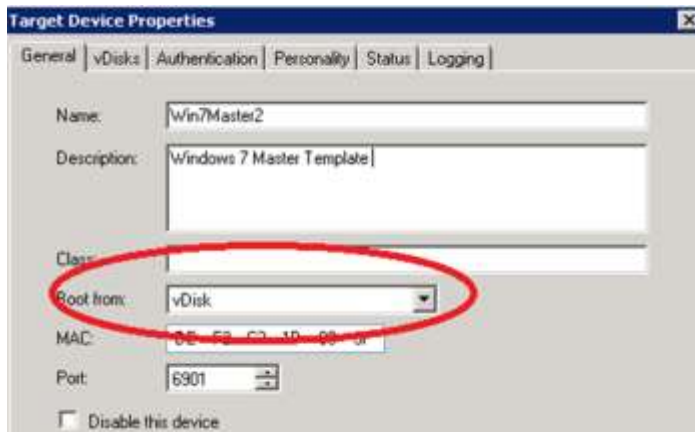 Target Device Properties
General vDisks Authentication Personality Status Logging
Name: Win7Master2
Description: Windows 7 Master Template
Class:
Boot from: vDisk
MAC:
Port: 6901
Disable this device